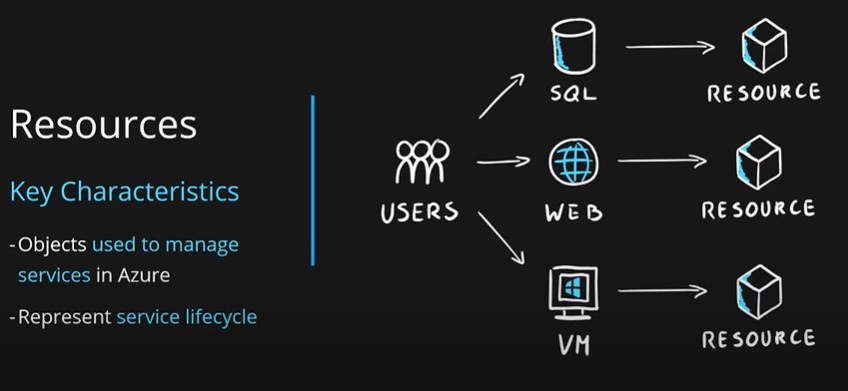 Resources
Key Characteristics
-Objects used to manage
services in Azure
-Represent service lifecycle
USERS
SQL
RESOURCE
WEB
RESOURCE
VM
RESOURCE